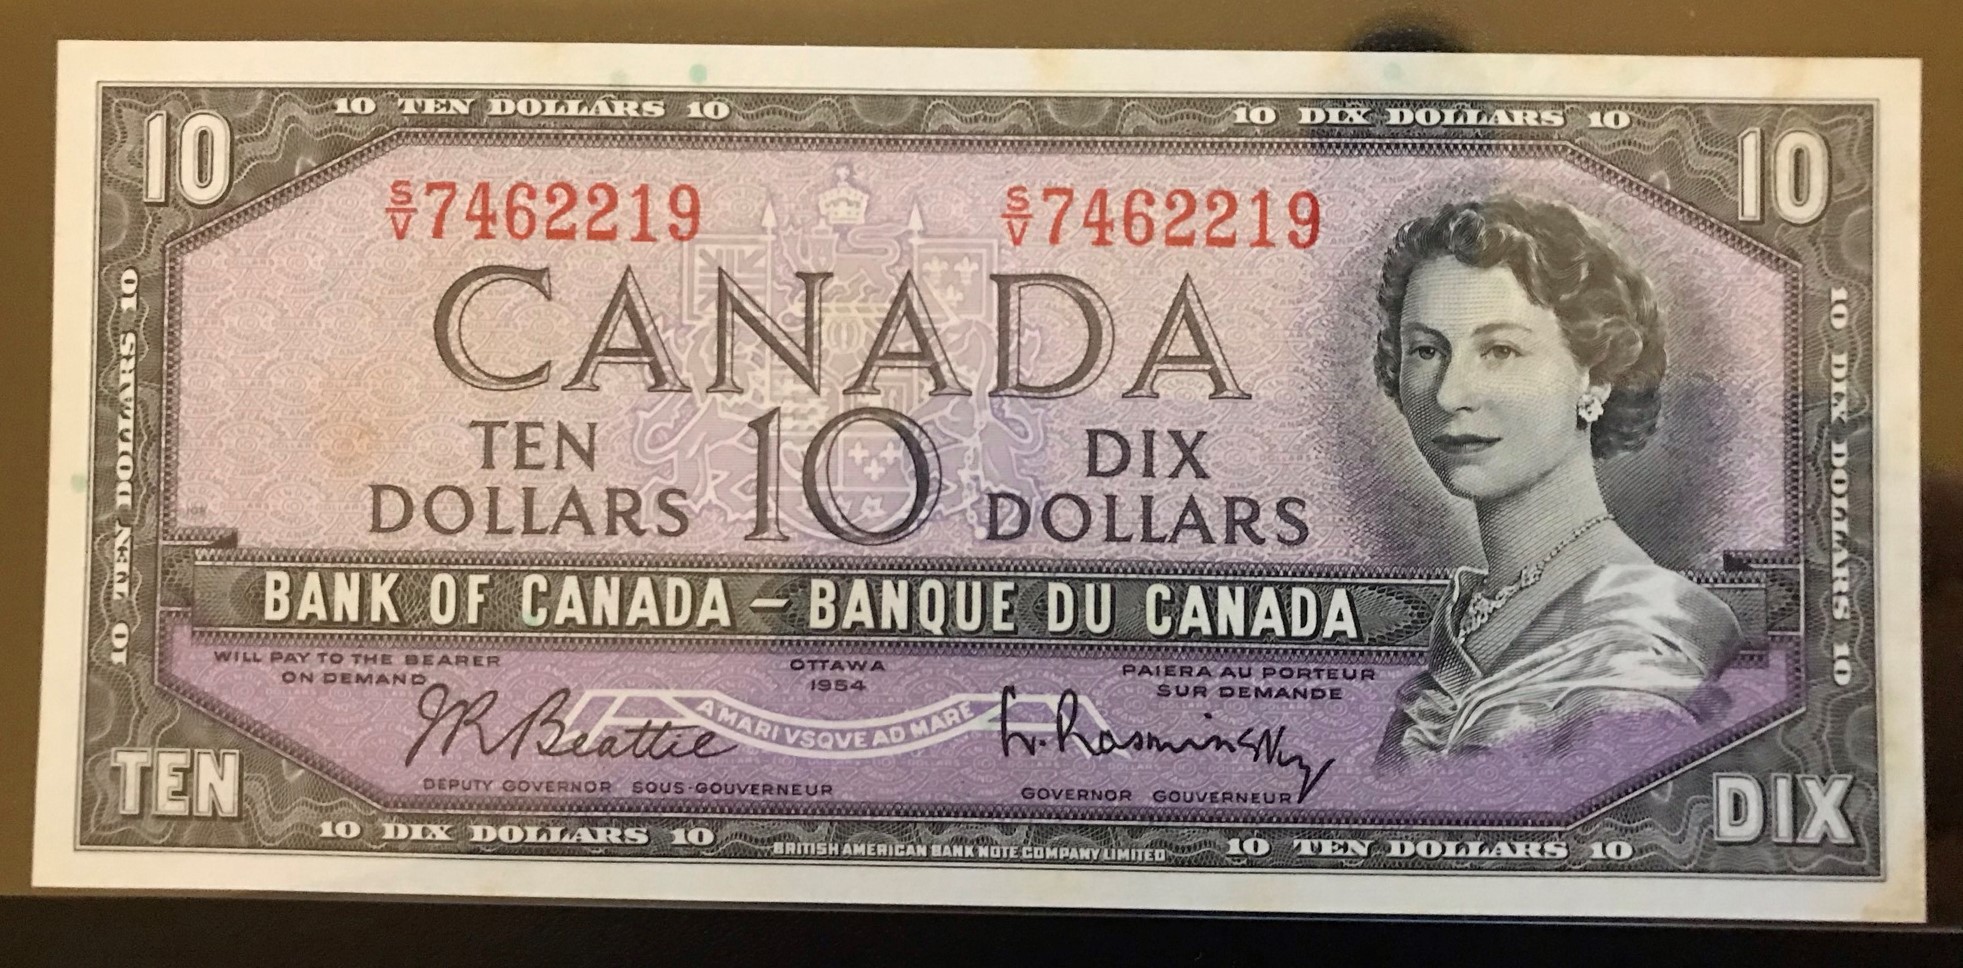 10 TEN DOLLARS 10
10 DIX DOLLARS 10
10
10
S/V 7462219
S/V 7462219
CANADA
TEN
DOLLARS
10
DIX
DOLLARS
10 TEN DOLLARS 10
10 DIX DOLLARS 10
BANK OF CANADA – BANQUE DU CANADA
WILL PAY TO THE BEARER
ON DEMAND
OTTAWA
1954
PAIERA AU PORTEUR
SUR DEMANDE
JR Beattie
A MARI VSQVE AD MARE
L. Rasminsky
DEPUTY GOVERNOR SOUS-GOUVERNEUR
GOVERNOR GOUVERNEUR
TEN
DIX
10 DIX DOLLARS 10
BRITISH AMERICAN BANK NOTE COMPANY LIMITED
10 TEN DOLLARS 10